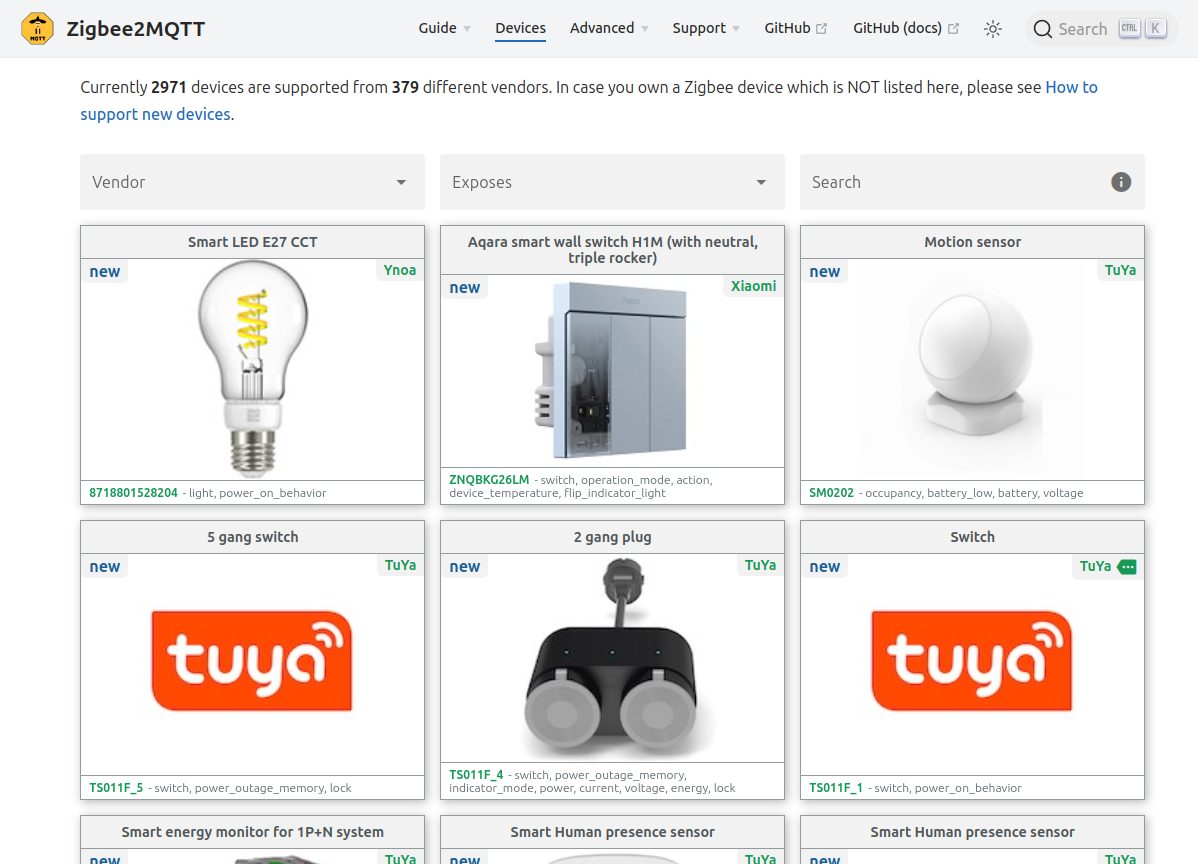 MQTT
Zigbee2MQTT
Guide
Devices
Advanced
Support
GitHub
GitHub (docs)
Search
CTRL
K
Currently 2971 devices are supported from 379 different vendors. In case you own a Zigbee device which is NOT listed here, please see How to
support new devices.
Vendor
Exposes
Search
Smart LED E27 CCT
new
Ynoa
8718801528204 - light, power_on_behavior
Aqara smart wall switch H1M (with neutral,
triple rocker)
new
Xiaomi
Aqara
ZNQBKG26LM - switch, operation_mode, action,
device_temperature, flip_indicator_light
Motion sensor
new
TuYa
SM0202 - occupancy, battery_low, battery, voltage
5 gang switch
new
TuYa
tuya
TS011F_5 - switch, power_outage_memory, lock
2 gang plug
new
TuYa
TS011F_4 - switch, power_outage_memory,
indicator_mode, power, current, voltage, energy, lock
Switch
new
TuYa
tuya
TS011F_1 - switch, power_on_behavior
Smart energy monitor for 1P+N system
new
TuYa
Smart Human presence sensor
new
TuYa
Smart Human presence sensor
new
TuYa